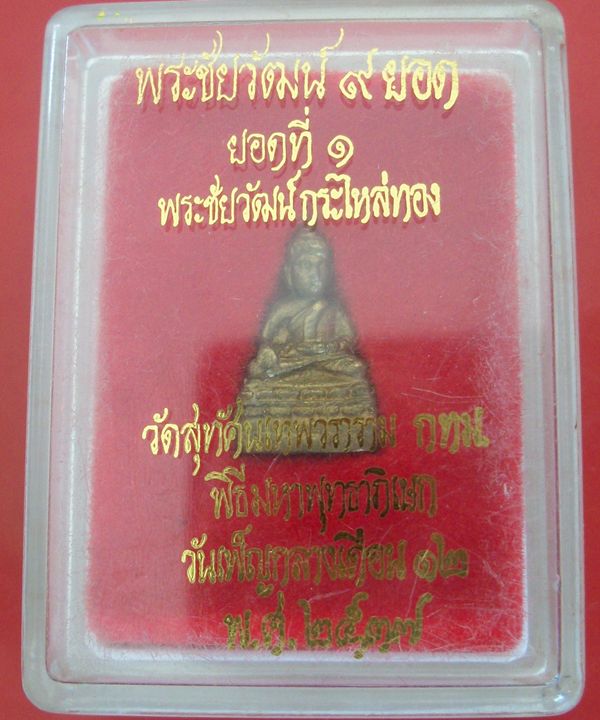 พระชัยวัฒน์ ๙ ยอด
ยอดที่ ๑
พระชัยวัฒน์กระไหล่ทอง
วัดสุทัศนเทพวราราม กทม.
พิธีมหาพุทธาภิเษก
วันเพ็ญกลางเดือน ๑๒
พ.ศ. ๒๕๓๗